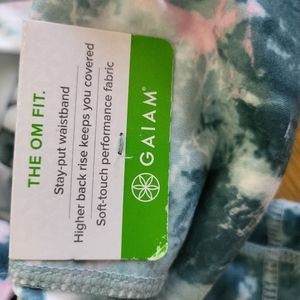 THE OM FIT.
Stay-put waistband
Higher back rise keeps you covered
Soft-touch performance fabric
GAIAM®